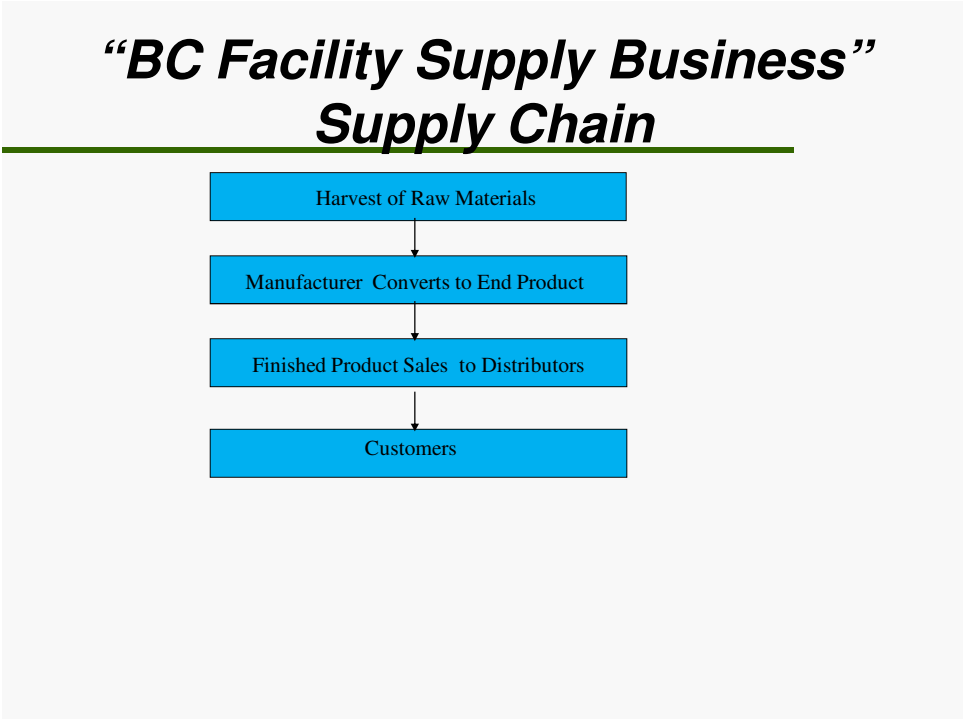 “BC Facility Supply Business”
Supply Chain
Harvest of Raw Materials
Manufacturer  Converts to End Product
Finished Product Sales  to Distributors
Customers